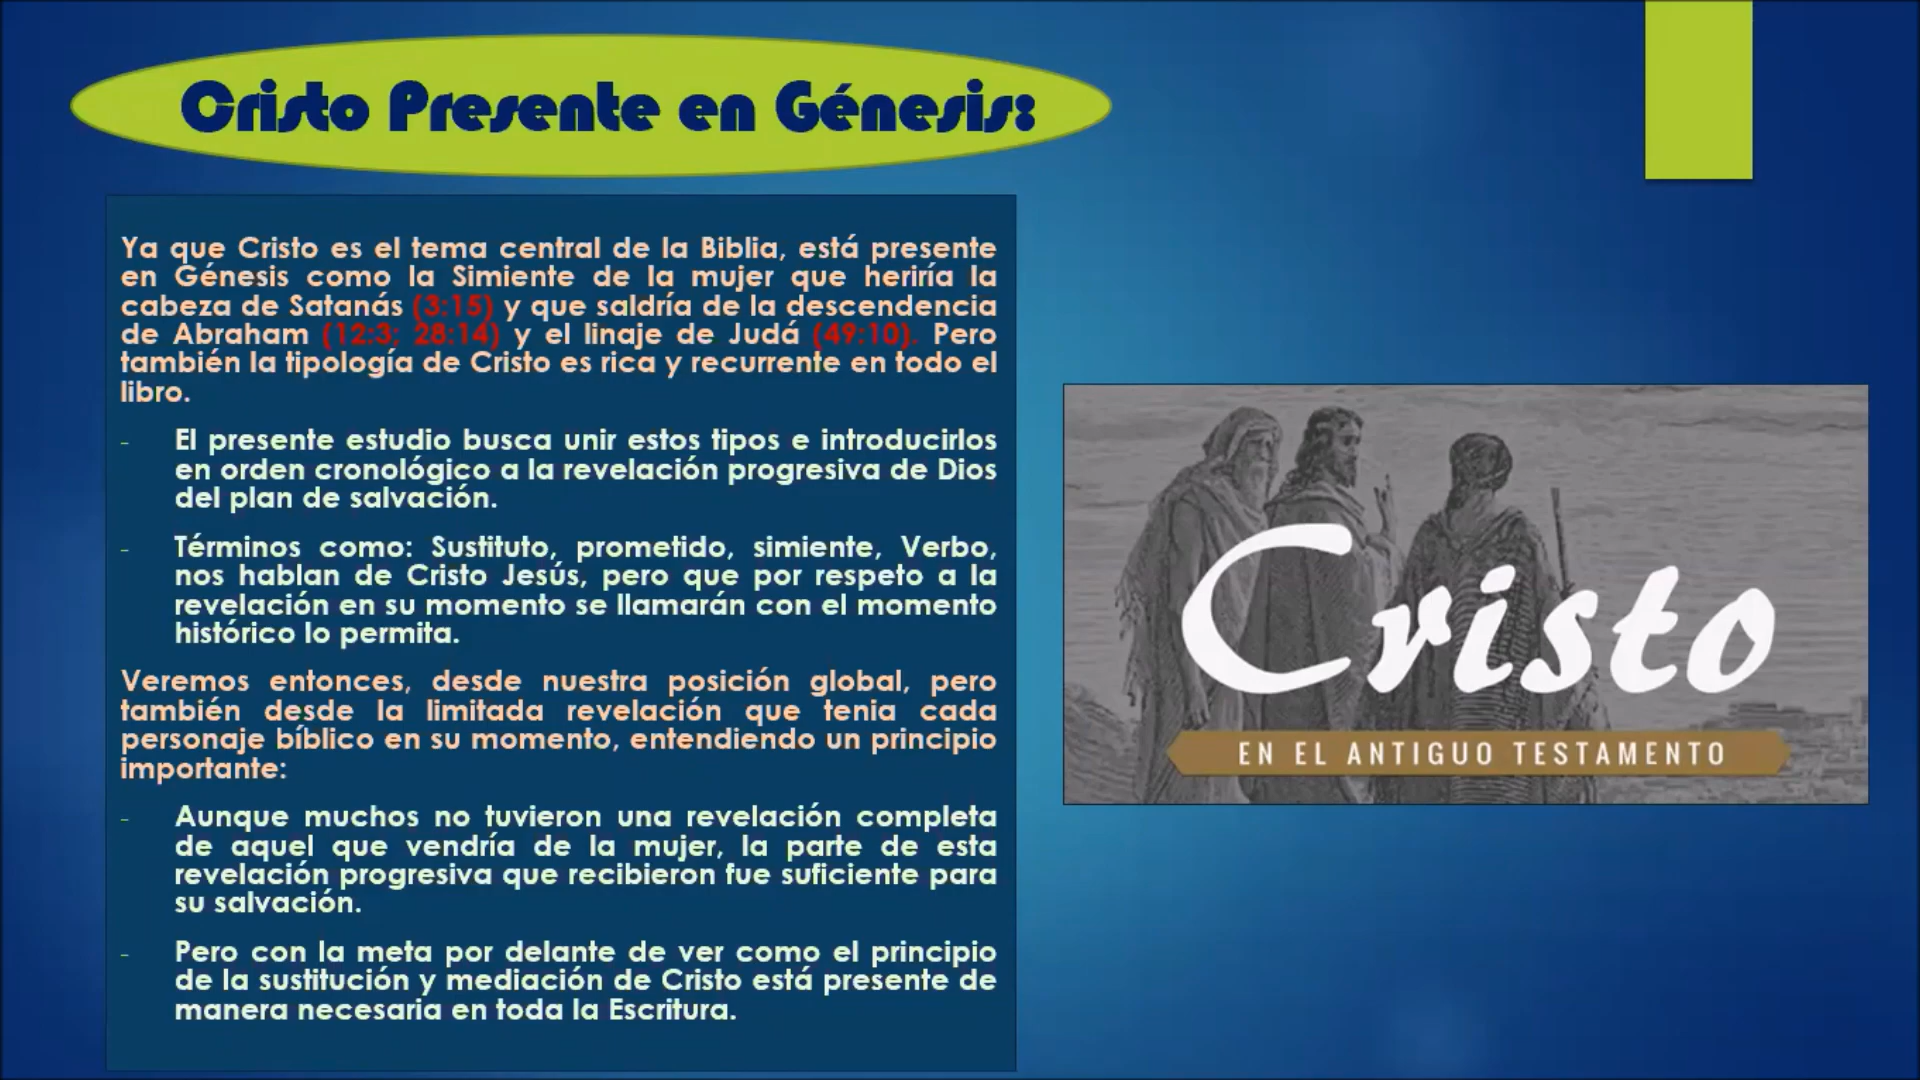 Cristo Presente en Génesis:
Ya que Cristo es el tema central de la Biblia, está presente
en Génesis como la Simiente de la mujer que heriría la
cabeza de Satanás (3:15) y que saldría de la descendencia
de Abraham (12:3; 28:14) y el linaje de Judá (49:10). Pero
también la tipología de Cristo es rica y recurrente en todo el
libro.
- El presente estudio busca unir estos tipos e introducirlos
en orden cronológico a la revelación progresiva de Dios
del plan de salvación.
- Términos como: Sustituto, prometido, simiente, Verbo,
nos hablan de Cristo Jesús, pero que por respeto a la
revelación en su momento se llamarán con el momento
histórico lo permita.
Veremos entonces, desde nuestra posición global, pero
también desde la limitada revelación que tenia cada
personaje bíblico en su momento, entendiendo un principio
importante:
- Aunque muchos no tuvieron una revelación completa
de aquel que vendría de la mujer, la parte de esta
revelación progresiva que recibieron fue suficiente para
su salvación.
- Pero con la meta por delante de ver como el principio
de la sustitución y mediación de Cristo está presente de
manera necesaria en toda la Escritura.
Cristo
EN EL ANTIGUO TESTAMENTO